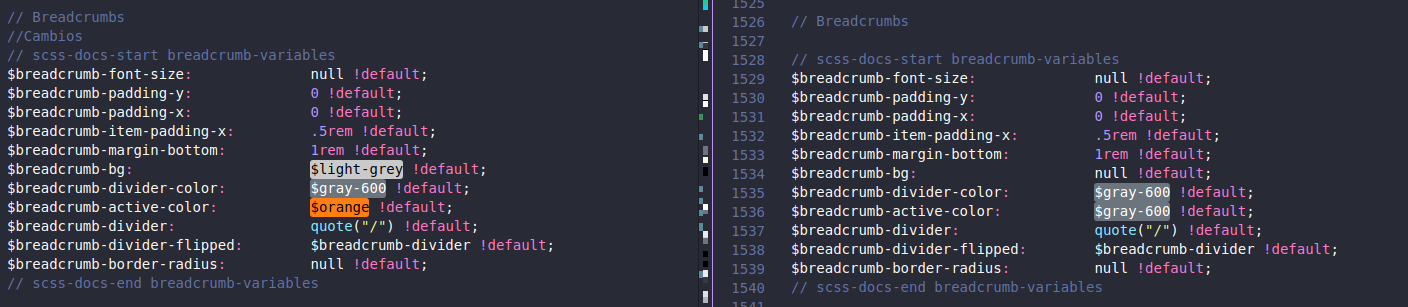 // Breadcrumbs
//Cambios
// scss-docs-start breadcrumb-variables
$breadcrumb-font-size: null !default;
$breadcrumb-padding-y: 0 !default;
$breadcrumb-padding-x: 0 !default;
$breadcrumb-item-padding-x: .5rem !default;
$breadcrumb-margin-bottom: 1rem !default;
$breadcrumb-bg: $light-grey !default;
$breadcrumb-divider-color: $gray-600 !default;
$breadcrumb-active-color: $orange !default;
$breadcrumb-divider: quote("/") !default;
$breadcrumb-divider-flipped: $breadcrumb-divider !default;
$breadcrumb-border-radius: null !default;
// scss-docs-end breadcrumb-variables
1525
1526 // Breadcrumbs
1527
1528 // scss-docs-start breadcrumb-variables
1529 $breadcrumb-font-size: null !default;
1530 $breadcrumb-padding-y: 0 !default;
1531 $breadcrumb-padding-x: 0 !default;
1532 $breadcrumb-item-padding-x: .5rem !default;
1533 $breadcrumb-margin-bottom: 1rem !default;
1534 $breadcrumb-bg: null !default;
1535 $breadcrumb-divider-color: $gray-600 !default;
1536 $breadcrumb-active-color: $gray-600 !default;
1537 $breadcrumb-divider: quote("/") !default;
1538 $breadcrumb-divider-flipped: $breadcrumb-divider !default;
1539 $breadcrumb-border-radius: null !default;
1540 // scss-docs-end breadcrumb-variables
1541